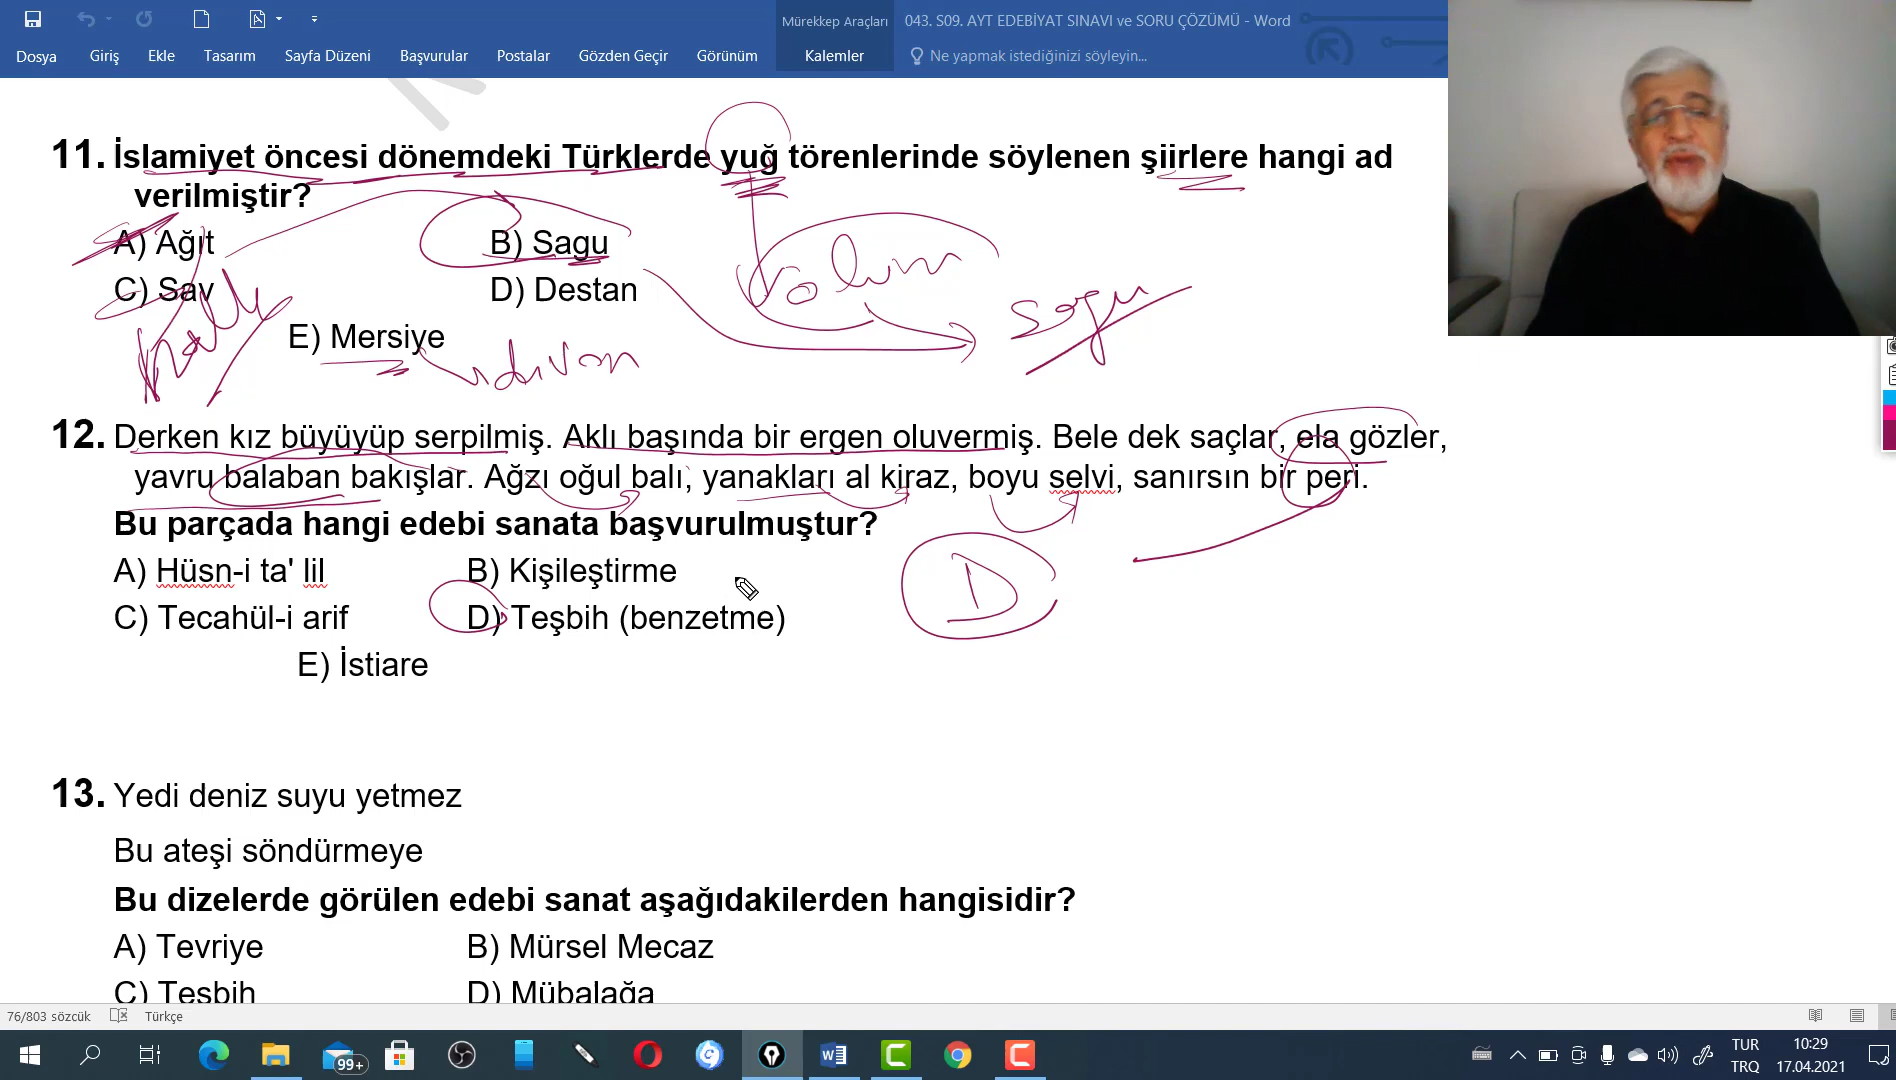 Mürekkep Araçları
043. S09. AYT EDEBİYAT SINAVI ve SORU ÇÖZÜMÜ - Word
Dosya Giriş Ekle Tasarım Sayfa Düzeni Başvurular Postalar Gözden Geçir Görünüm Kalemler Ne yapmak istediğinizi söyleyin...
11. İslamiyet öncesi dönemdeki Türklerde yuğ törenlerinde söylenen şiirlere hangi ad
verilmiştir?
A) Ağıt B) Sagu
ölüm
C) Sav D) Destan
sagu
E) Mersiye
divan
12. Derken kız büyüyüp serpilmiş. Aklı başında bir ergen oluvermiş. Bele dek saçlar, ela gözler,
yavru balaban bakışlar. Ağzı oğul balı, yanakları al kiraz, boyu selvi, sanırsın bir peri.
Bu parçada hangi edebi sanata başvurulmuştur?
A) Hüsn-i ta' lil B) Kişileştirme
D
C) Tecahül-i arif D) Teşbih (benzetme)
E) İstiare
13. Yedi deniz suyu yetmez
Bu ateşi söndürmeye
Bu dizelerde görülen edebi sanat aşağıdakilerden hangisidir?
A) Tevriye B) Mürsel Mecaz
C) Teşbih D) Mübalağa
76/803 sözcük Türkçe
99+
TUR 10:29
TRQ 17.04.2021